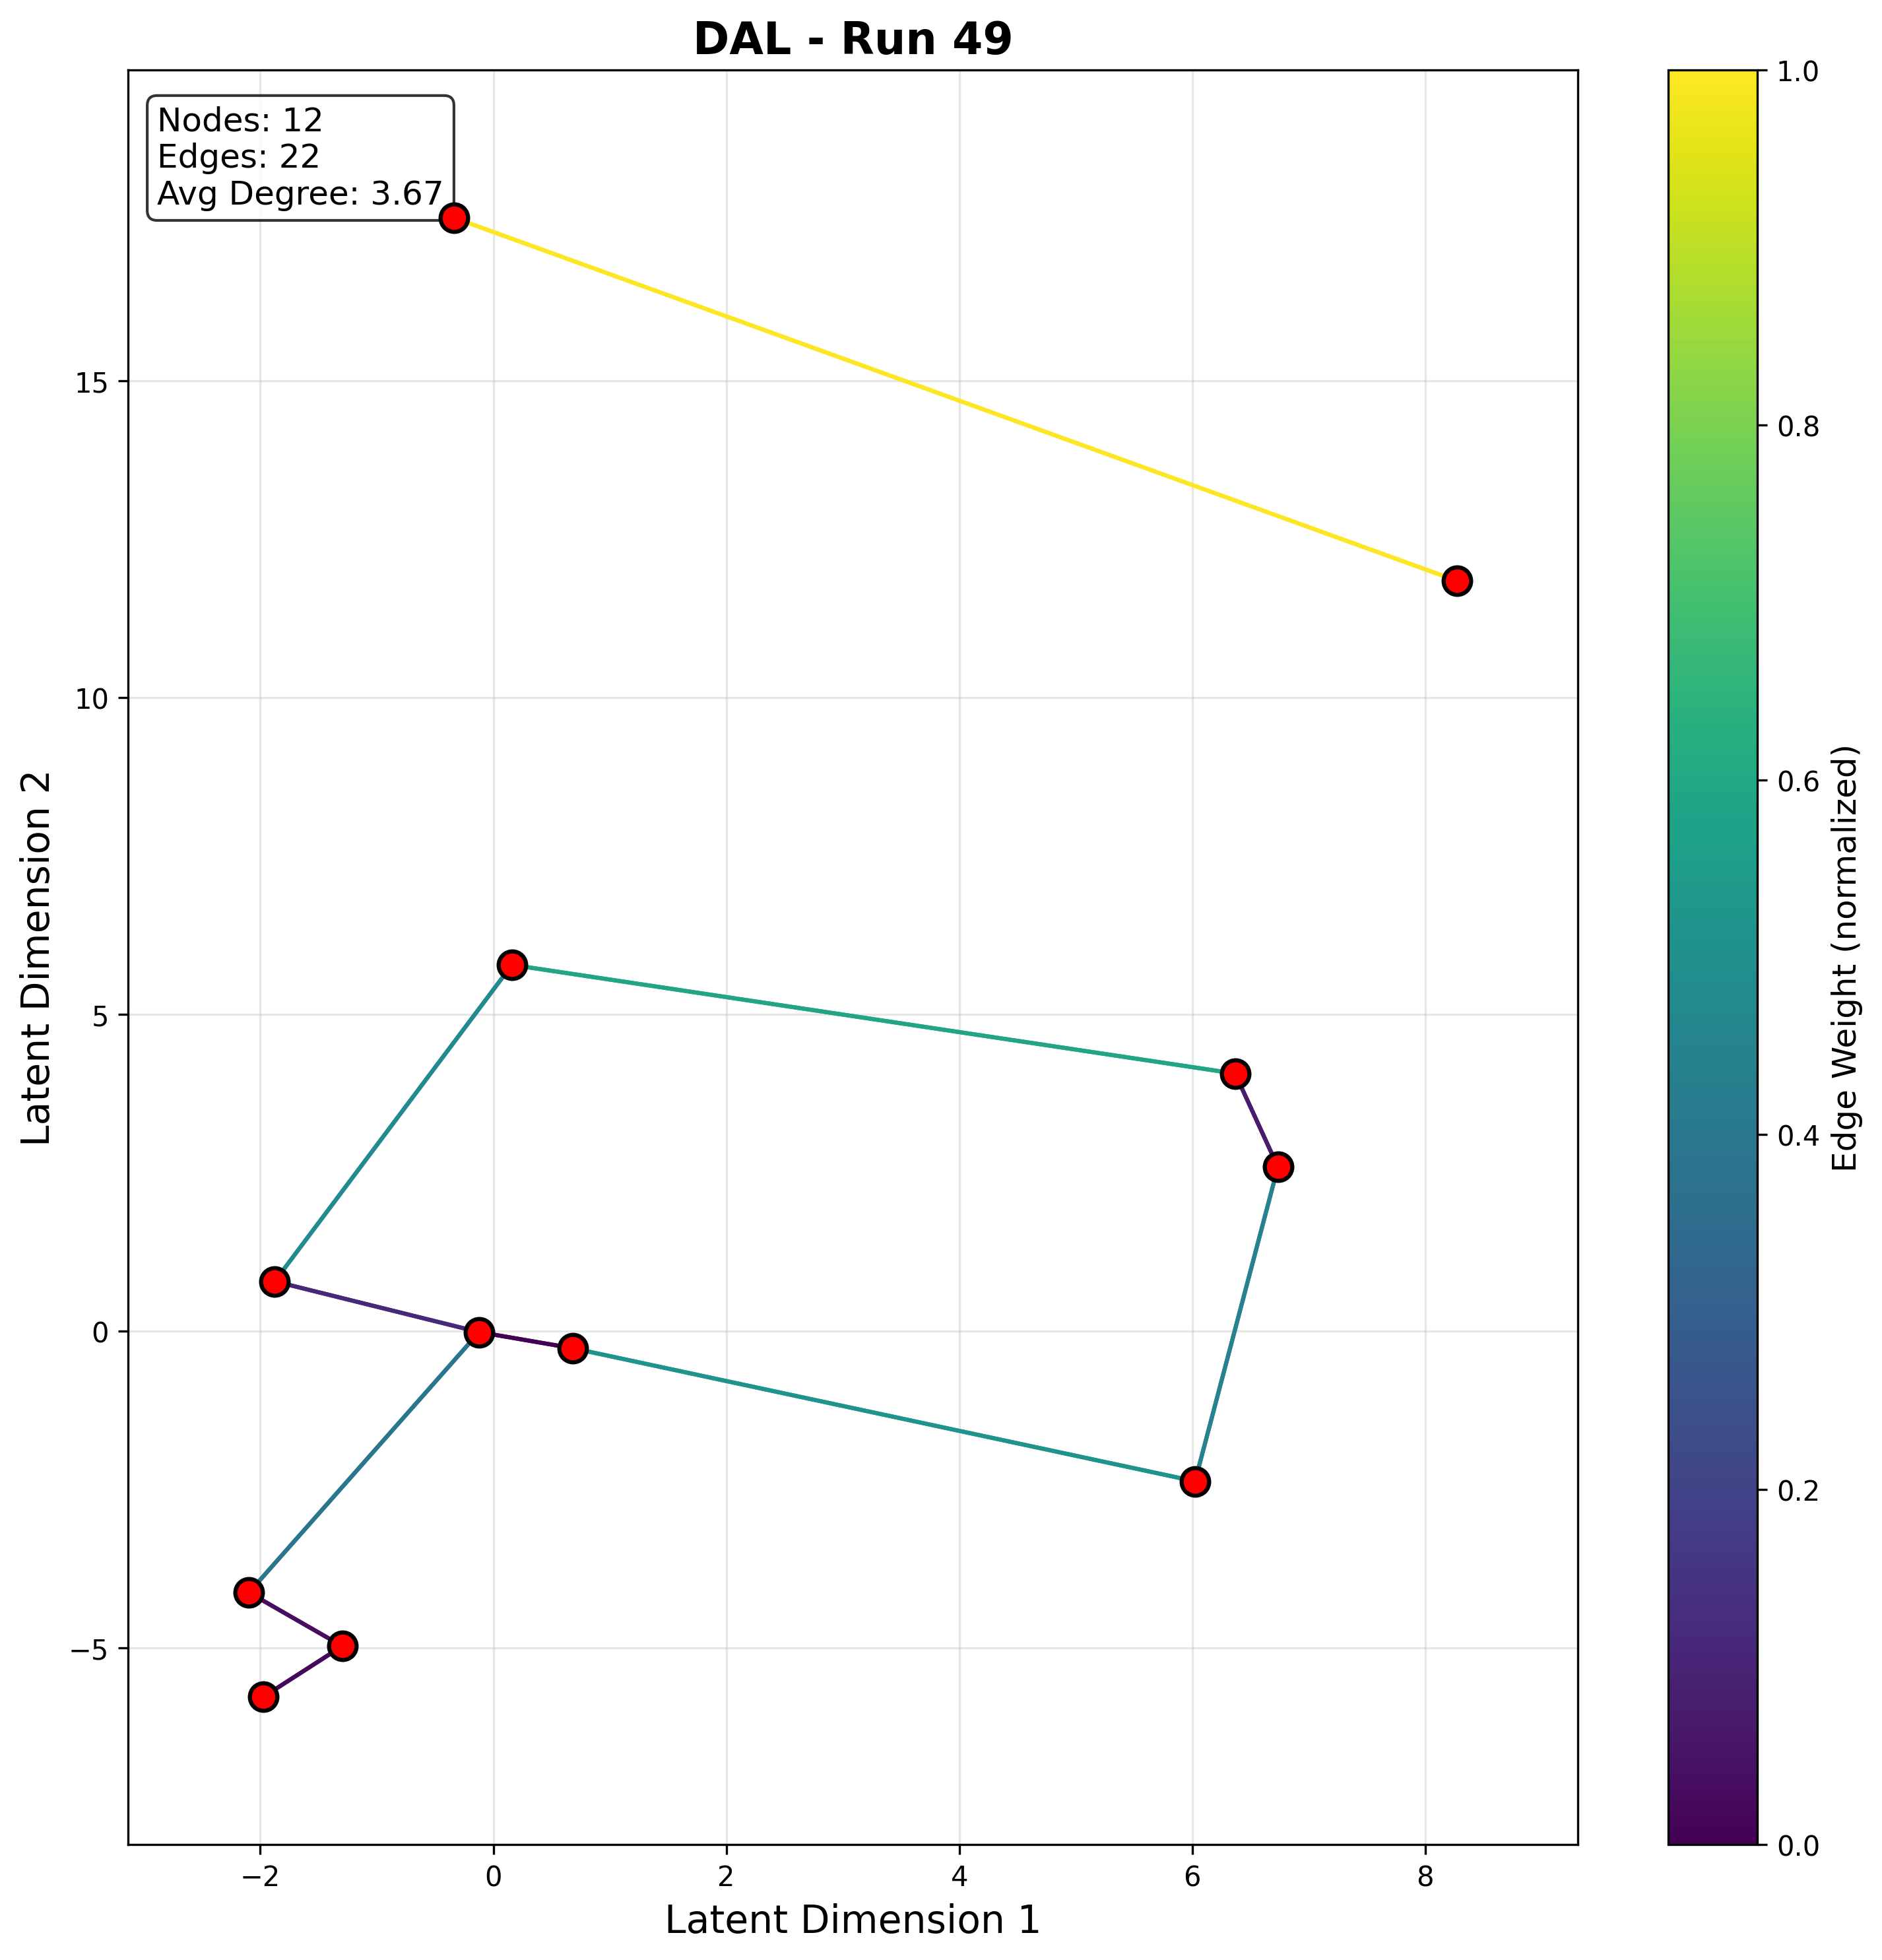 DAL - Run 49
Nodes: 12
Edges: 22
Avg Degree: 3.67
15
10
5
0
−5
−2
0
2
4
6
8
Latent Dimension 1
Latent Dimension 2
1.0
0.8
0.6
0.4
0.2
0.0
Edge Weight (normalized)